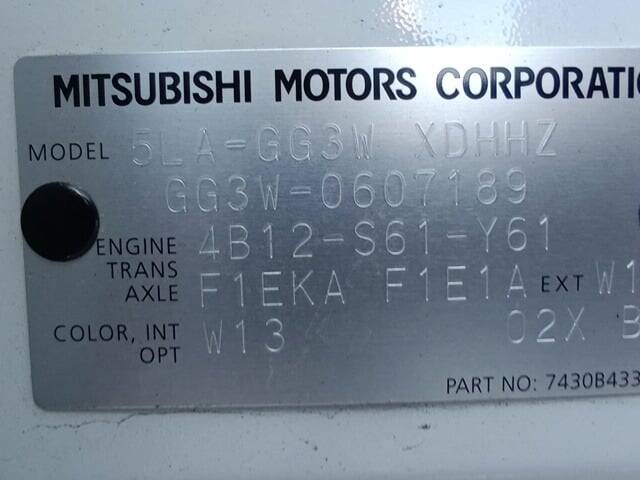 MITSUBISHI MOTORS CORPORATIO
MODEL 5LA-GG3W XDHHZ
GG3W-0607189
ENGINE 4B12-S61-Y61
TRANS
AXLE F1EKA F1E1A EXT W1
COLOR, INT W13 02X B
OPT
PART NO: 7430B433